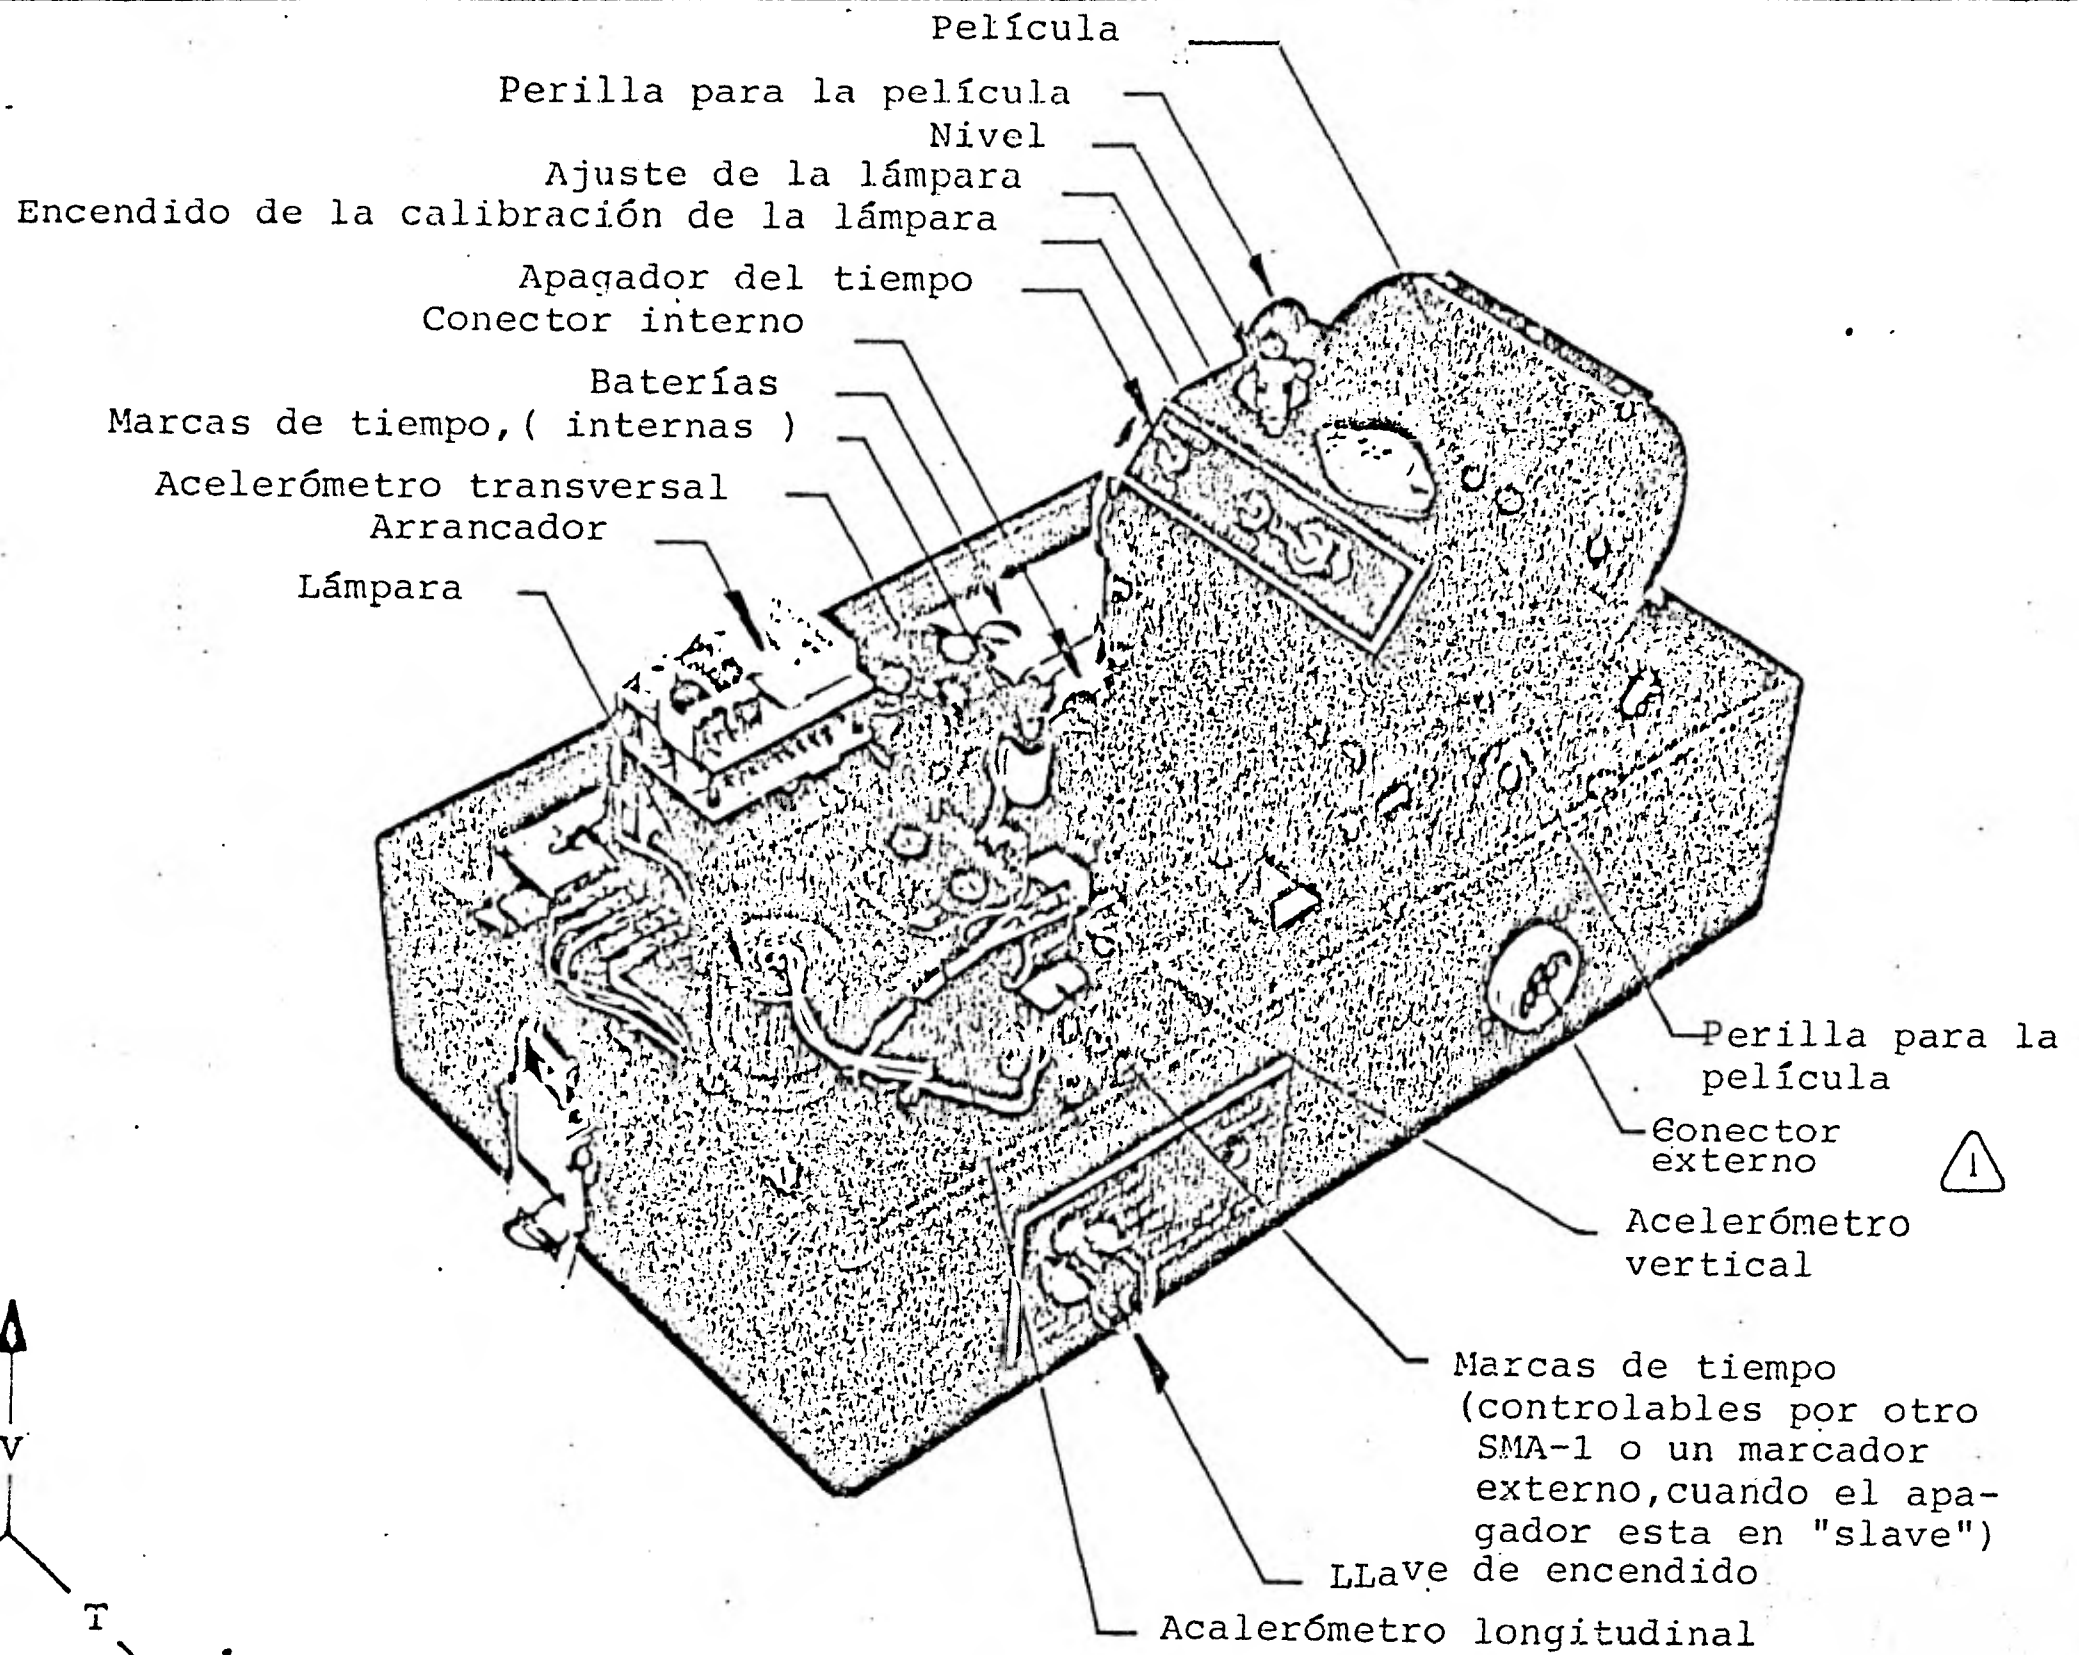 Película
Perilla para la película
Nivel
Ajuste de la lámpara
Encendido de la calibración de la lámpara
Apagador del tiempo
Conector interno
Baterías
Marcas de tiempo, ( internas )
Acelerómetro transversal
Arrancador
Lámpara
Perilla para la
película
Conector
externo
1
Acelerómetro
vertical
Marcas de tiempo
(controlables por otro
SMA-1 o un marcador
externo,cuando el apa-
gador esta en "slave")
LLave de encendido
Acalerómetro longitudinal
V
T